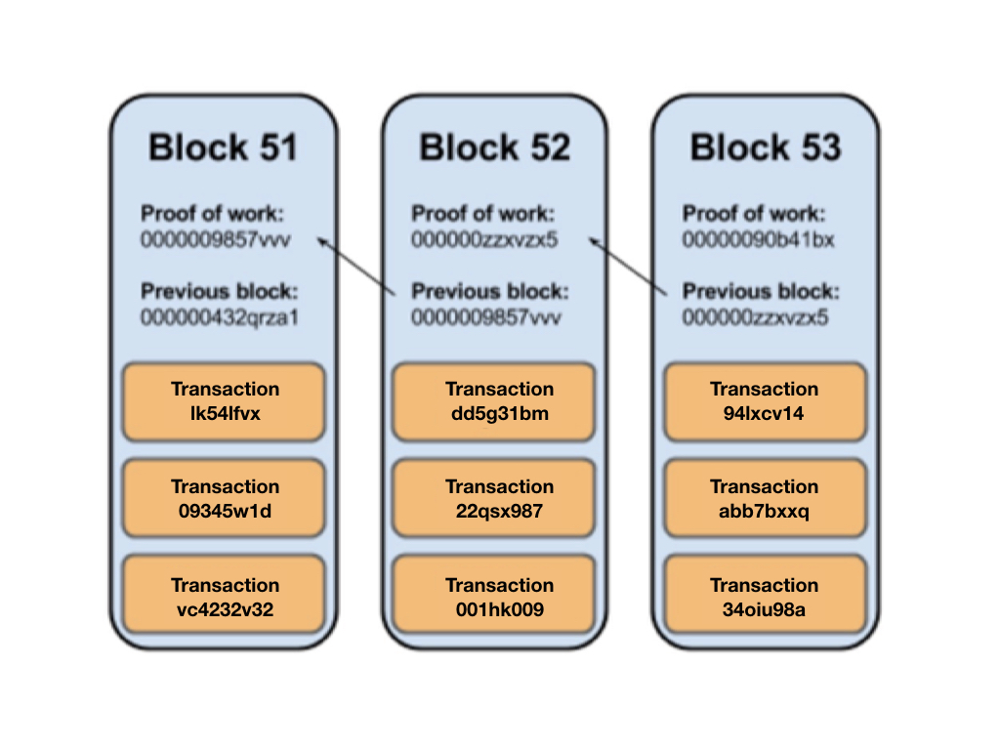 Block 51
Proof of work:
0000009857vvv
Previous block:
000000432qrza1
Transaction
lk54lfvx
Transaction
09345w1d
Transaction
vc4232v32
Block 52
Proof of work:
000000zzxvzx5
Previous block:
0000009857vvv
Transaction
dd5g31bm
Transaction
22qsx987
Transaction
001hk009
Block 53
Proof of work:
00000090b41bx
Previous block:
000000zzxvzx5
Transaction
94lxcv14
Transaction
abb7bxxq
Transaction
34oiu98a